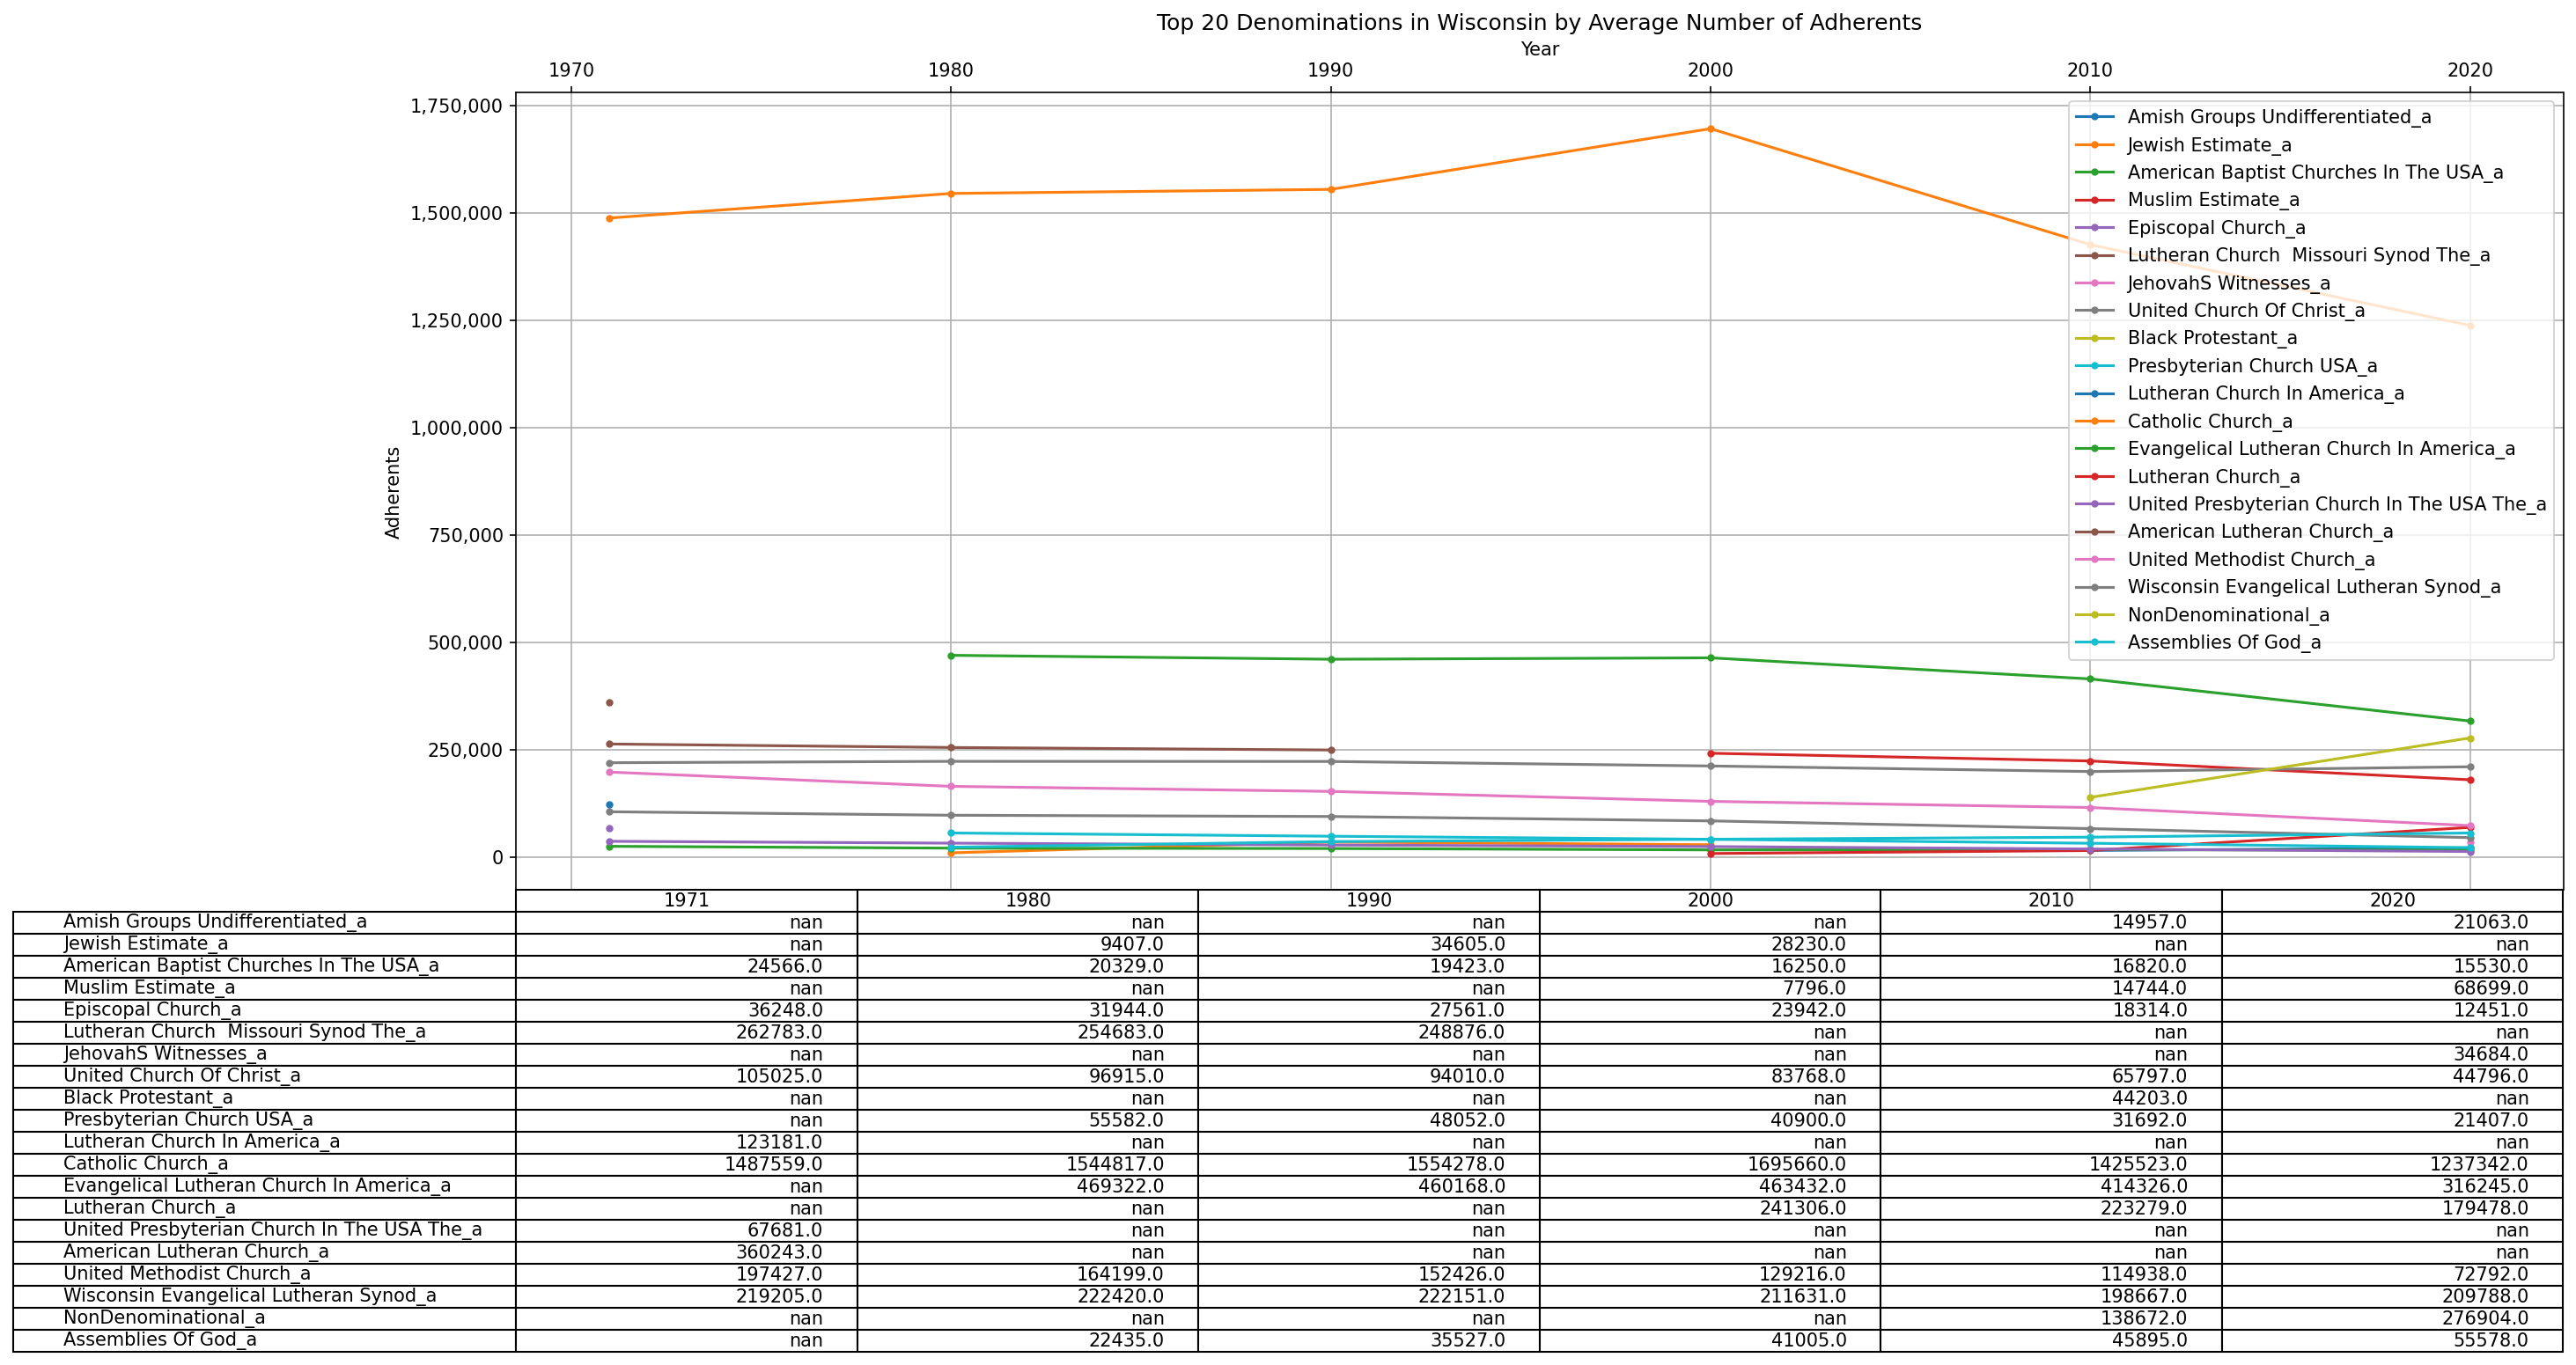 Top 20 Denominations in Wisconsin by Average Number of Adherents
Year
1970 1980 1990 2000 2010 2020
1,750,000
1,500,000
1,250,000
1,000,000
750,000
500,000
250,000
0
Adherents
Amish Groups Undifferentiated_a
Jewish Estimate_a
American Baptist Churches In The USA_a
Muslim Estimate_a
Episcopal Church_a
Lutheran Church  Missouri Synod The_a
JehovahS Witnesses_a
United Church Of Christ_a
Black Protestant_a
Presbyterian Church USA_a
Lutheran Church In America_a
Catholic Church_a
Evangelical Lutheran Church In America_a
Lutheran Church_a
United Presbyterian Church In The USA The_a
American Lutheran Church_a
United Methodist Church_a
Wisconsin Evangelical Lutheran Synod_a
NonDenominational_a
Assemblies Of God_a
1971 1980 1990 2000 2010 2020
Amish Groups Undifferentiated_a nan nan nan nan 14957.0 21063.0
Jewish Estimate_a nan 9407.0 34605.0 28230.0 nan nan
American Baptist Churches In The USA_a 24566.0 20329.0 19423.0 16250.0 16820.0 15530.0
Muslim Estimate_a nan nan nan 7796.0 14744.0 68699.0
Episcopal Church_a 36248.0 31944.0 27561.0 23942.0 18314.0 12451.0
Lutheran Church  Missouri Synod The_a 262783.0 254683.0 248876.0 nan nan nan
JehovahS Witnesses_a nan nan nan nan nan 34684.0
United Church Of Christ_a 105025.0 96915.0 94010.0 83768.0 65797.0 44796.0
Black Protestant_a nan nan nan nan 44203.0 nan
Presbyterian Church USA_a nan 55582.0 48052.0 40900.0 31692.0 21407.0
Lutheran Church In America_a 123181.0 nan nan nan nan nan
Catholic Church_a 1487559.0 1544817.0 1554278.0 1695660.0 1425523.0 1237342.0
Evangelical Lutheran Church In America_a nan 469322.0 460168.0 463432.0 414326.0 316245.0
Lutheran Church_a nan nan nan 241306.0 223279.0 179478.0
United Presbyterian Church In The USA The_a 67681.0 nan nan nan nan nan
American Lutheran Church_a 360243.0 nan nan nan nan nan
United Methodist Church_a 197427.0 164199.0 152426.0 129216.0 114938.0 72792.0
Wisconsin Evangelical Lutheran Synod_a 219205.0 222420.0 222151.0 211631.0 198667.0 209788.0
NonDenominational_a nan nan nan nan 138672.0 276904.0
Assemblies Of God_a nan 22435.0 35527.0 41005.0 45895.0 55578.0